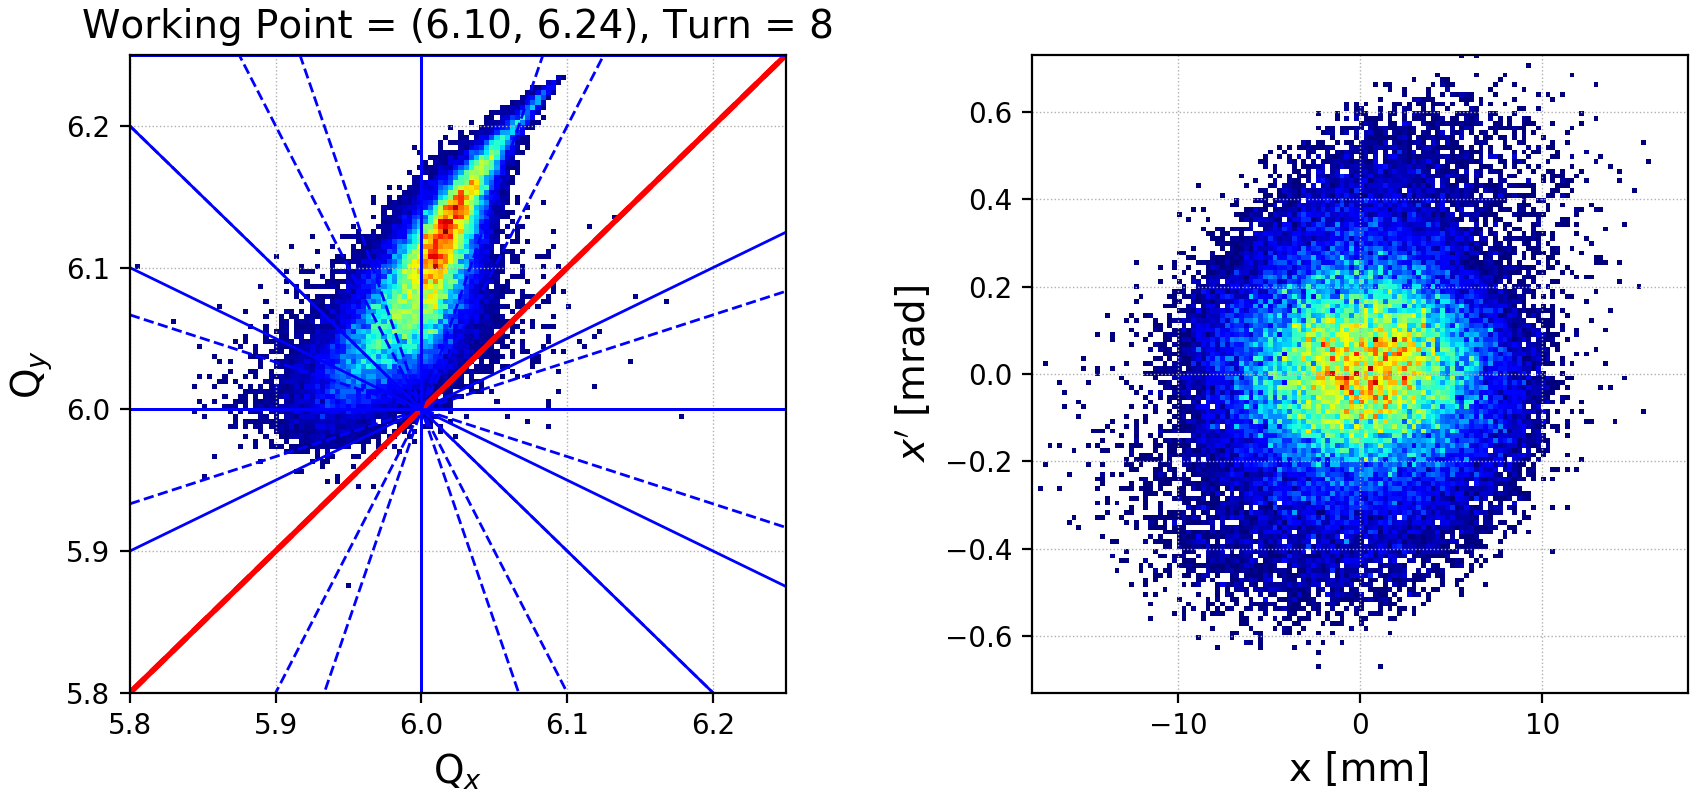 Working Point = (6.10, 6.24), Turn = 8
6.2
6.1
6.0
5.9
5.8
Q_y
5.8 5.9 6.0 6.1 6.2
Q_x
0.6
0.4
0.2
0.0
−0.2
−0.4
−0.6
x′ [mrad]
−10 0 10
x [mm]